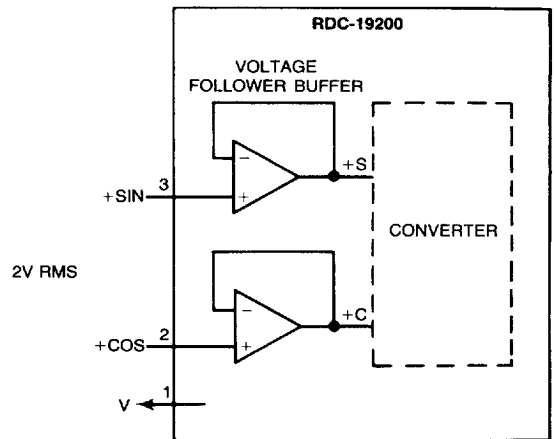 RDC-19200
VOLTAGE
FOLLOWER BUFFER
−
+S
+SIN
3
+
CONVERTER
2V RMS
−
+C
+COS
2
+
V
1